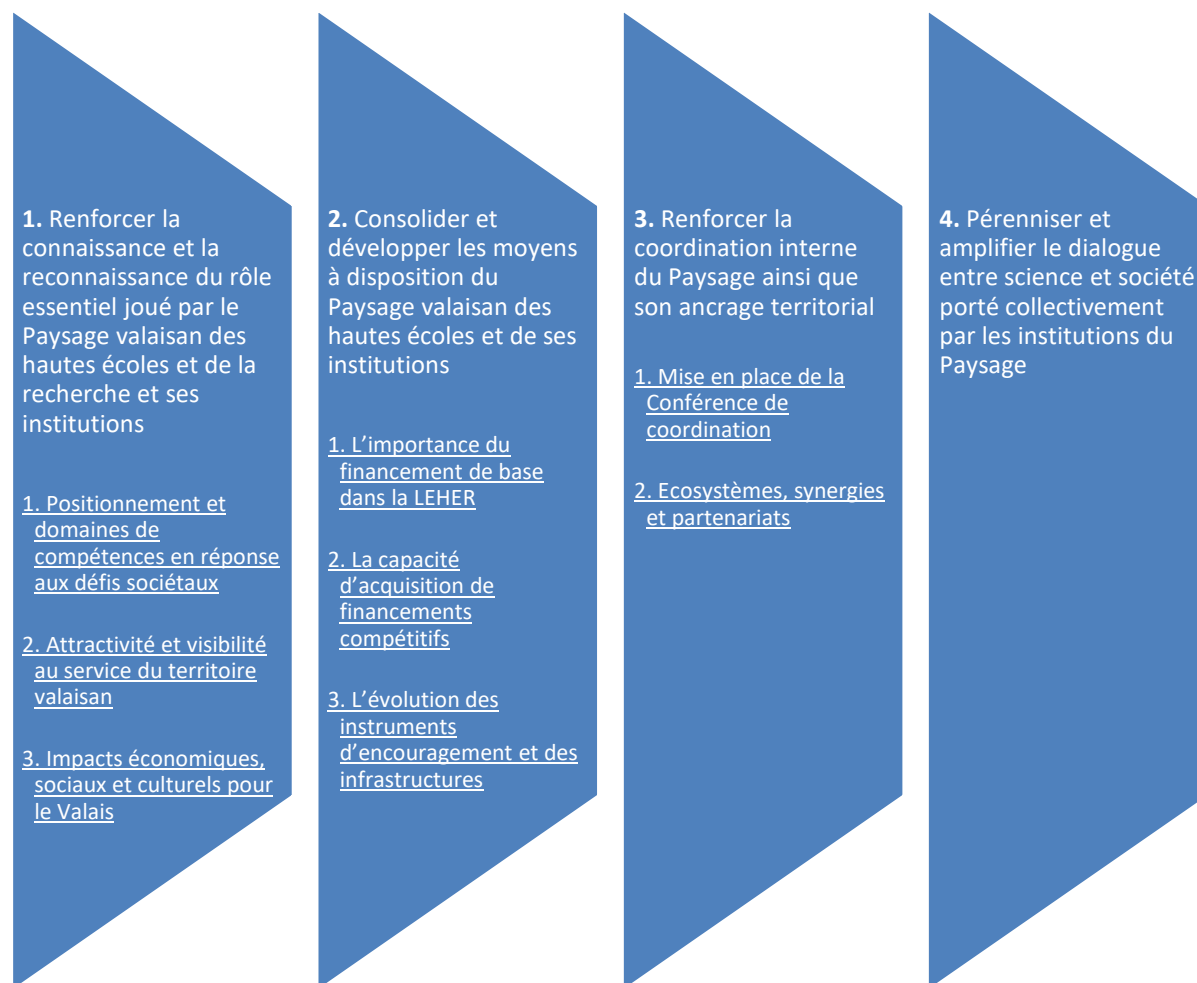 1. Renforcer la
connaissance et la
reconnaissance du rôle
essentiel joué par le
Paysage valaisan des
hautes écoles et de la
recherche et ses
institutions
1. Positionnement et
domaines de
compétences en réponse
aux défis sociétaux
2. Attractivité et visibilité
au service du territoire
valaisan
3. Impacts économiques,
sociaux et culturels pour
le Valais
2. Consolider et
développer les moyens
à disposition du
Paysage valaisan des
hautes écoles et de ses
institutions
1. L’importance du
financement de base
dans la LEHER
2. La capacité
d’acquisition de
financements
compétitifs
3. L’évolution des
instruments
d’encouragement et des
infrastructures
3. Renforcer la
coordination interne
du Paysage ainsi que
son ancrage territorial
1. Mise en place de la
Conférence de
coordination
2. Ecosystèmes, synergies
et partenariats
4. Pérenniser et
amplifier le dialogue
entre science et société
porté collectivement
par les institutions du
Paysage